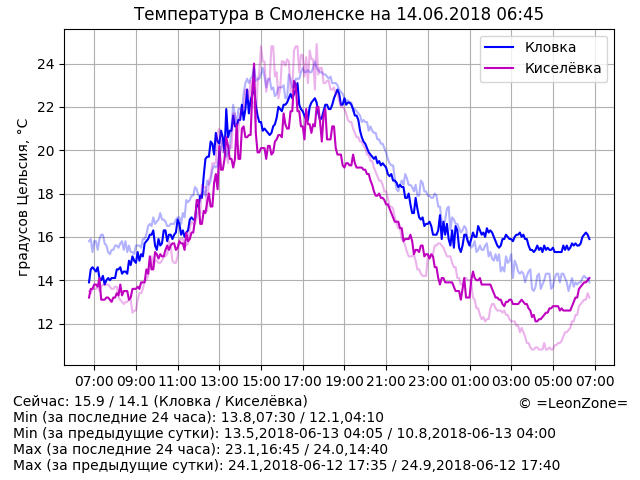 Температура в Смоленске на 14.06.2018 06:45
Кловка
Киселёвка
градусов Цельсия, °C
24
22
20
18
16
14
12
07:00 09:00 11:00 13:00 15:00 17:00 19:00 21:00 23:00 01:00 03:00 05:00 07:00
Сейчас: 15.9 / 14.1 (Кловка / Киселёвка)
© =LeonZone=
Min (за последние 24 часа): 13.8,07:30 / 12.1,04:10
Min (за предыдущие сутки): 13.5,2018-06-13 04:05 / 10.8,2018-06-13 04:00
Max (за последние 24 часа): 23.1,16:45 / 24.0,14:40
Max (за предыдущие сутки): 24.1,2018-06-12 17:35 / 24.9,2018-06-12 17:40